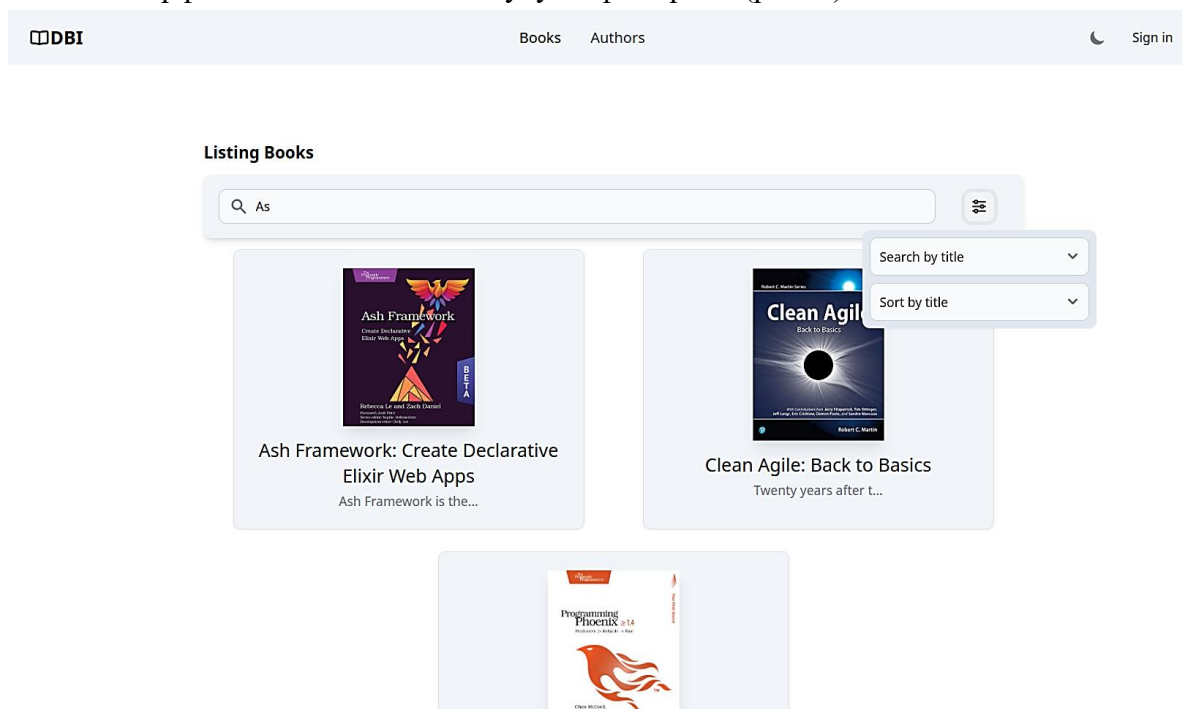 DBI
Books
Authors
Sign in
Listing Books
As
Search by title
Sort by title
Ash Framework
Create Declarative
Elixir Web Apps
BETA
Rebecca Le and Zach Daniel
Robert C. Martin Series
Clean Agil
Back to Basics
Robert C. Martin
Ash Framework: Create Declarative
Elixir Web Apps
Ash Framework is the...
Clean Agile: Back to Basics
Twenty years after t...
Programming
Phoenix ≥ 1.4
Chris McCord,